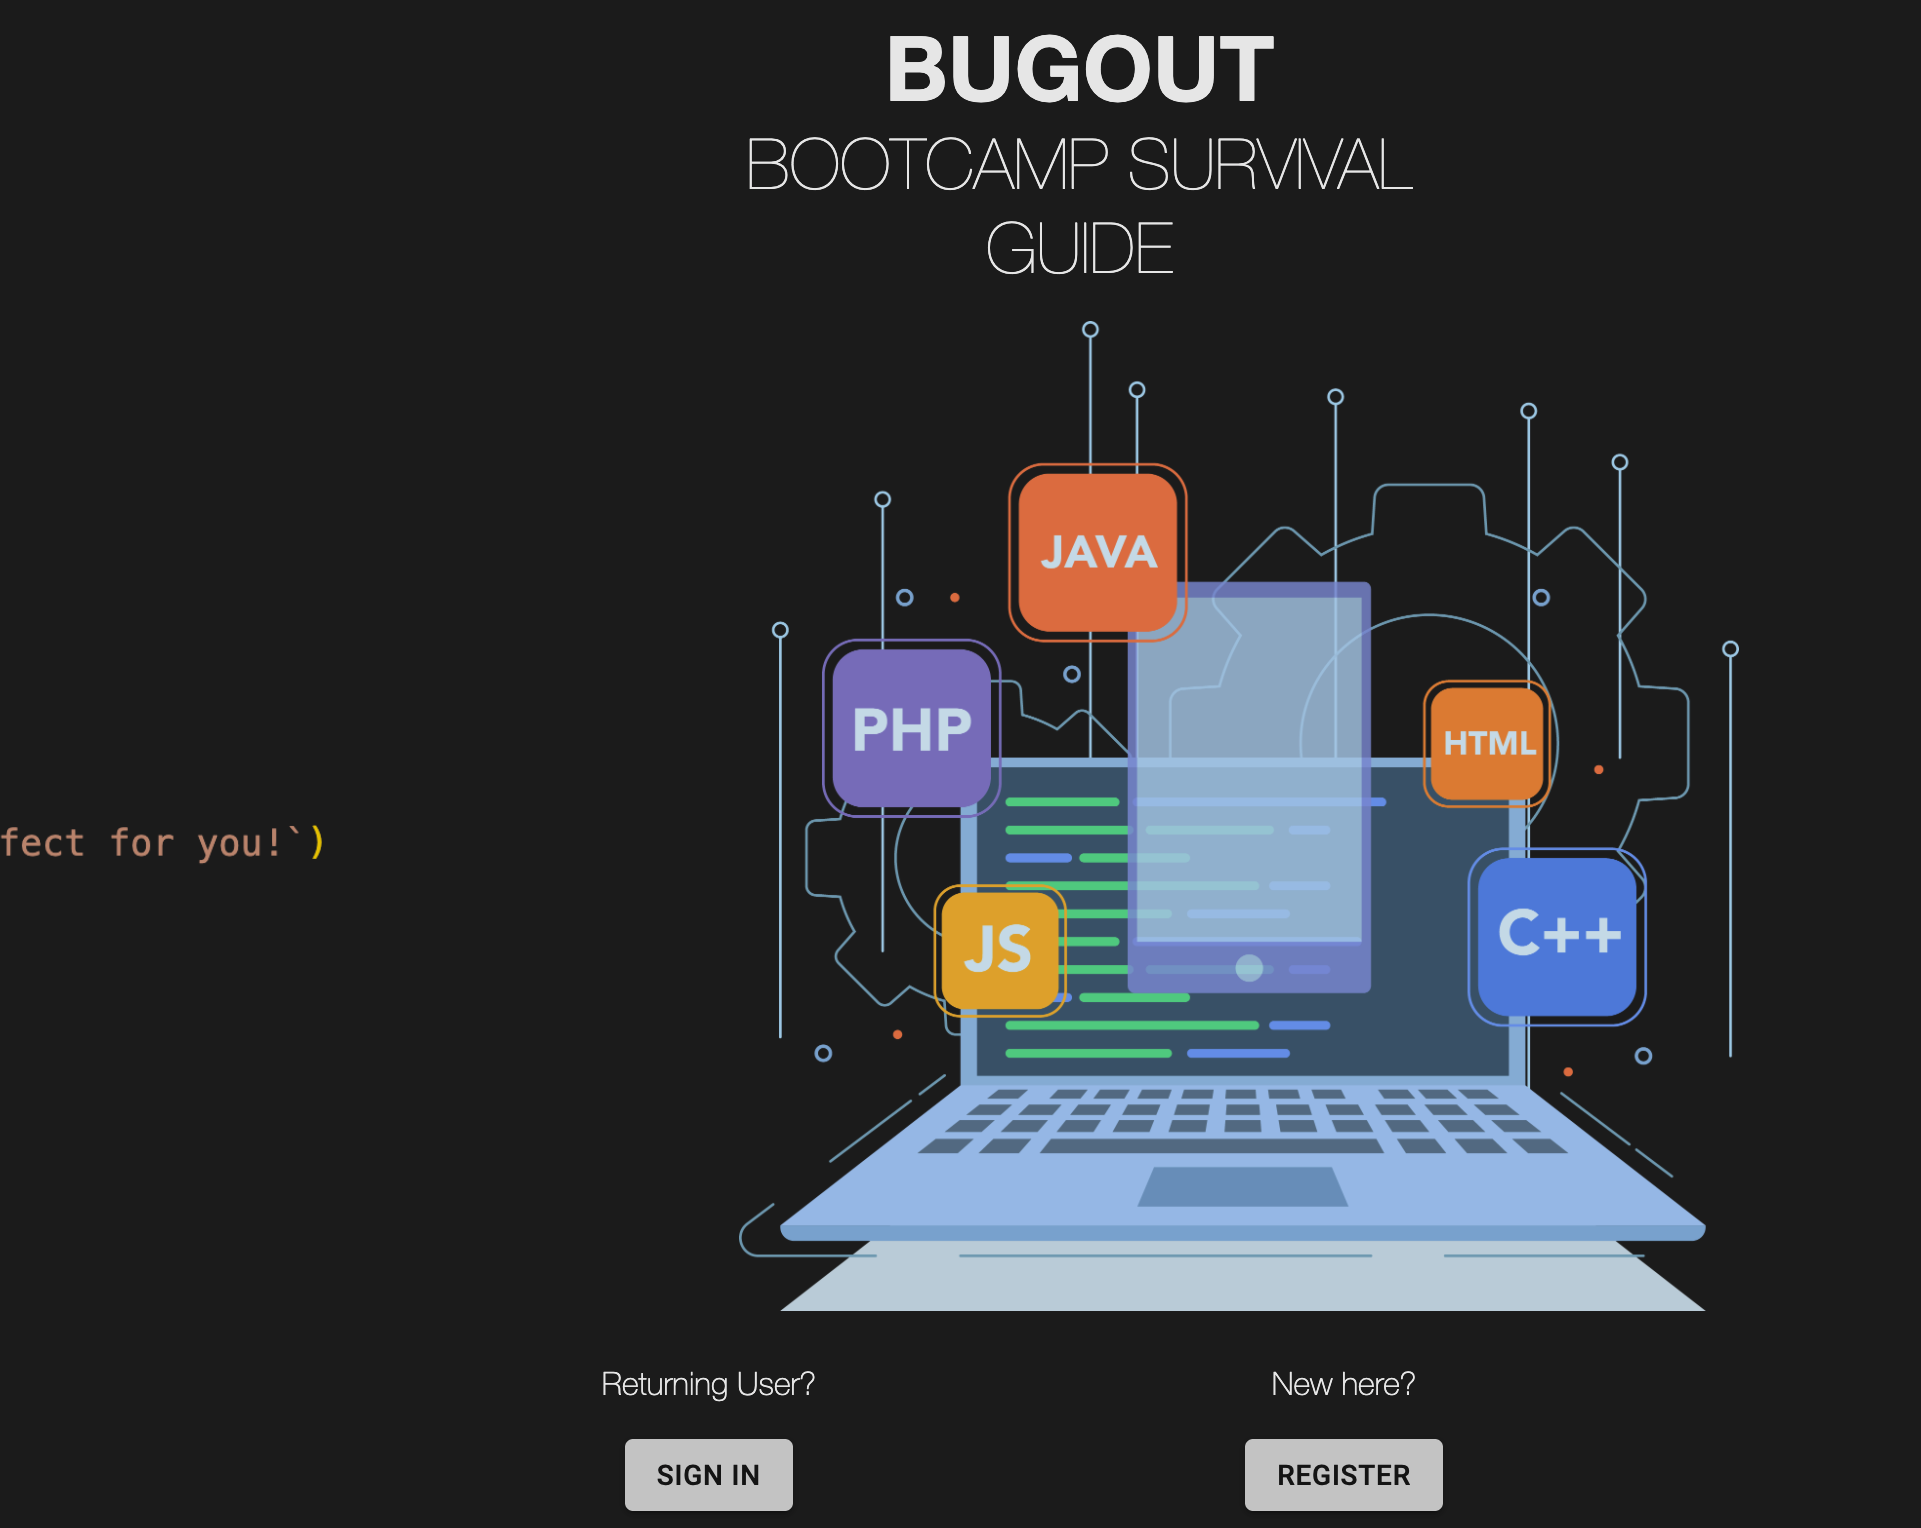 BUGOUT
BOOTCAMP SURVIVAL
GUIDE
JAVA
PHP
HTML
fect for you!`)
JS
C++
Returning User?
New here?
SIGN IN
REGISTER